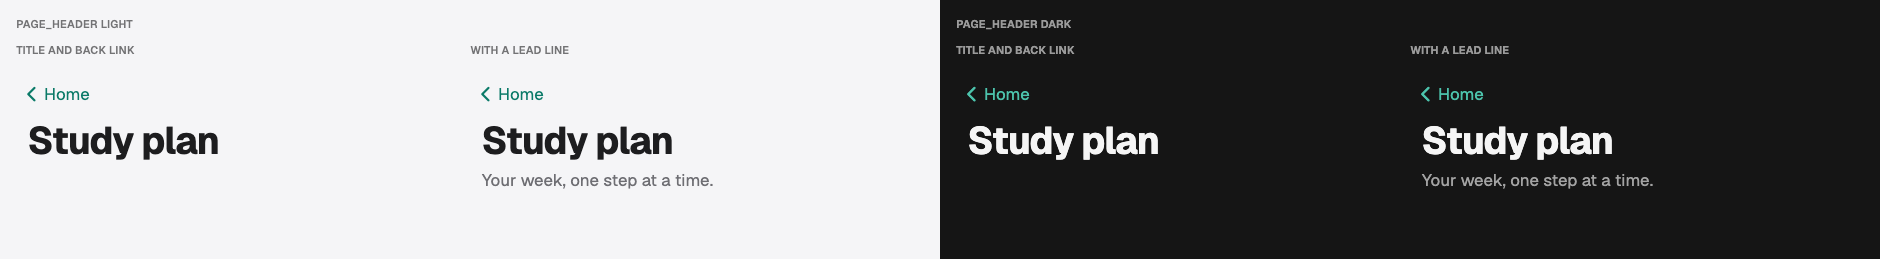 PAGE_HEADER LIGHT
TITLE AND BACK LINK
Home
Study plan
WITH A LEAD LINE
Home
Study plan
Your week, one step at a time.
PAGE_HEADER DARK
TITLE AND BACK LINK
Home
Study plan
WITH A LEAD LINE
Home
Study plan
Your week, one step at a time.